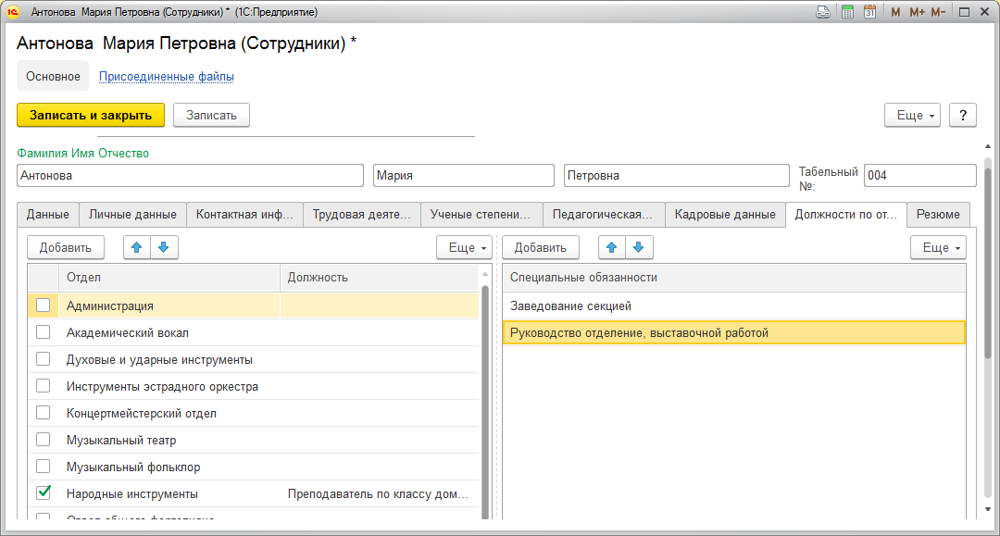 Антонова Мария Петровна (Сотрудники) * (1С:Предприятие)
M M+ M-
Антонова Мария Петровна (Сотрудники) *
Основное Присоединенные файлы
Записать и закрыть Записать Еще ?
Фамилия Имя Отчество
Антонова Мария Петровна Табельный №: 004
Данные Личные данные Контактная инф... Трудовая деяте... Ученые степени... Педагогическая... Кадровые данные Должности по от... Резюме
Добавить Еще Добавить Еще
Отдел Должность Специальные обязанности
Администрация Заведование секцией
Академический вокал Руководство отделение, выставочной работой
Духовые и ударные инструменты
Инструменты эстрадного оркестра
Концертмейстерский отдел
Музыкальный театр
Музыкальный фольклор
Народные инструменты Преподаватель по классу дом...